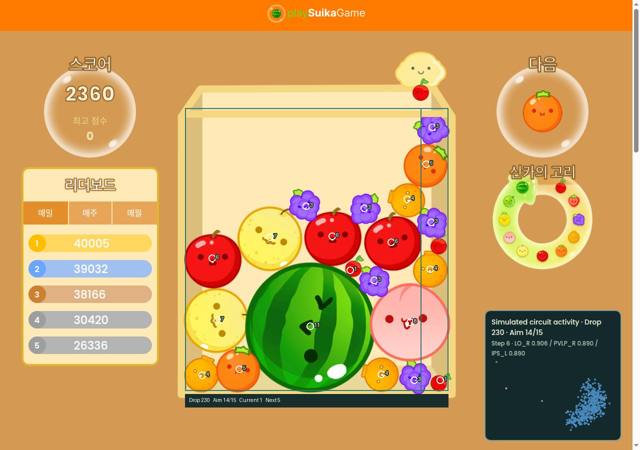 playSuikaGame
스코어
2360
최고 점수
0
리더보드
매일 매주 매월
1 40005
2 39032
3 38166
4 30420
5 26336
다음
산카의 고리
Simulated circuit activity · Drop
230 · Aim 14/15
Step 6 · LO_R 0.906 / PVLP_R 0.890 /
IPS_L 0.890
Drop 230 Aim 14/15 Current 1 Next 5